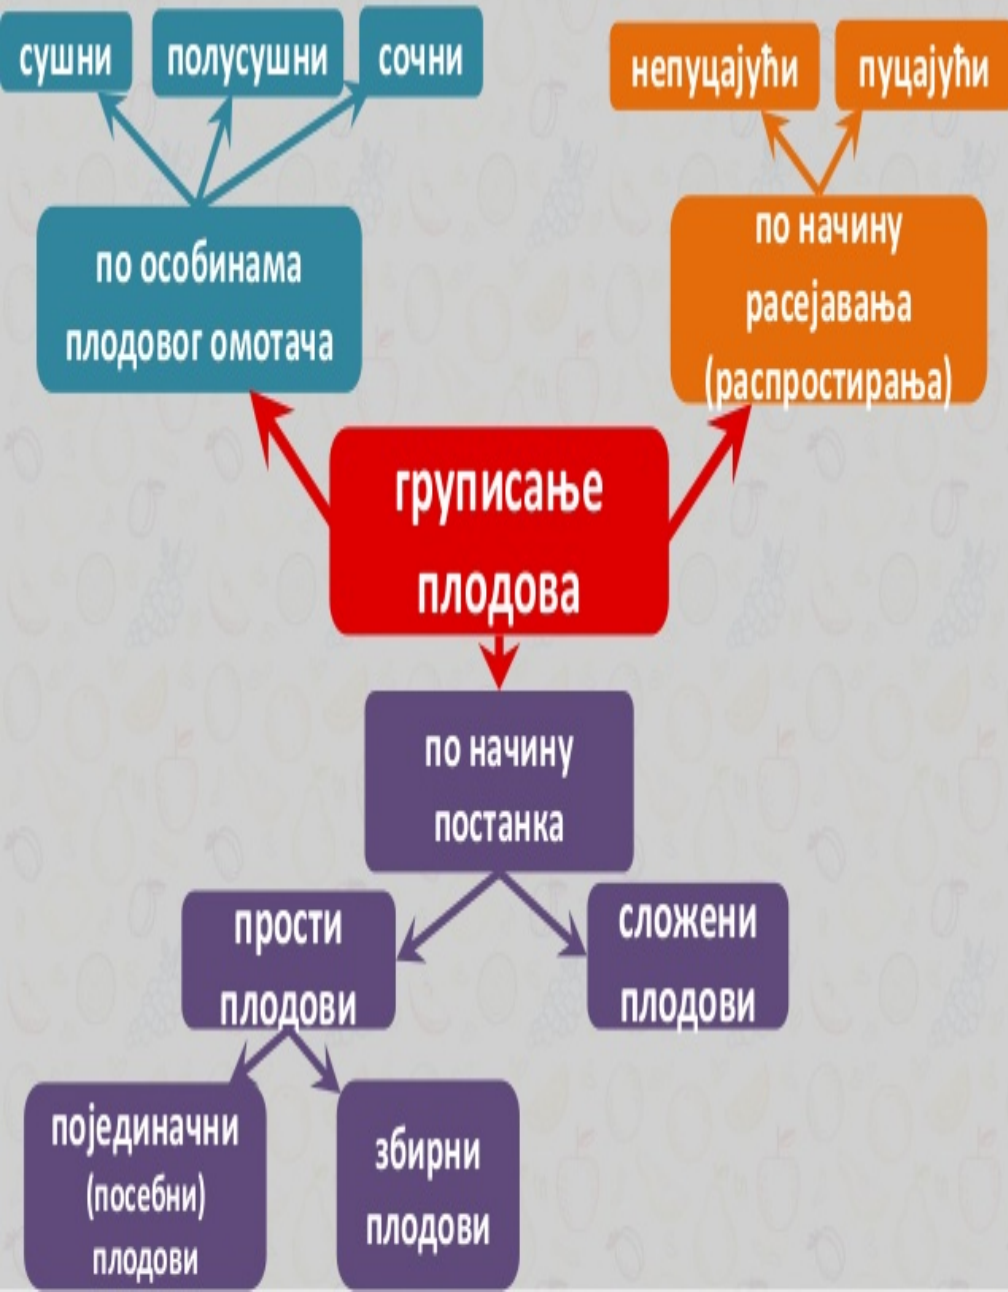 сушни
полусушни
сочни
непуцајући
пуцајући
по особинама
плодовог омотача
по начину
расејавања
(распростирања)
груписање
плодова
по начину
постанка
прости
плодови
сложени
плодови
појединачни
(посебни)
плодови
збирни
плодови